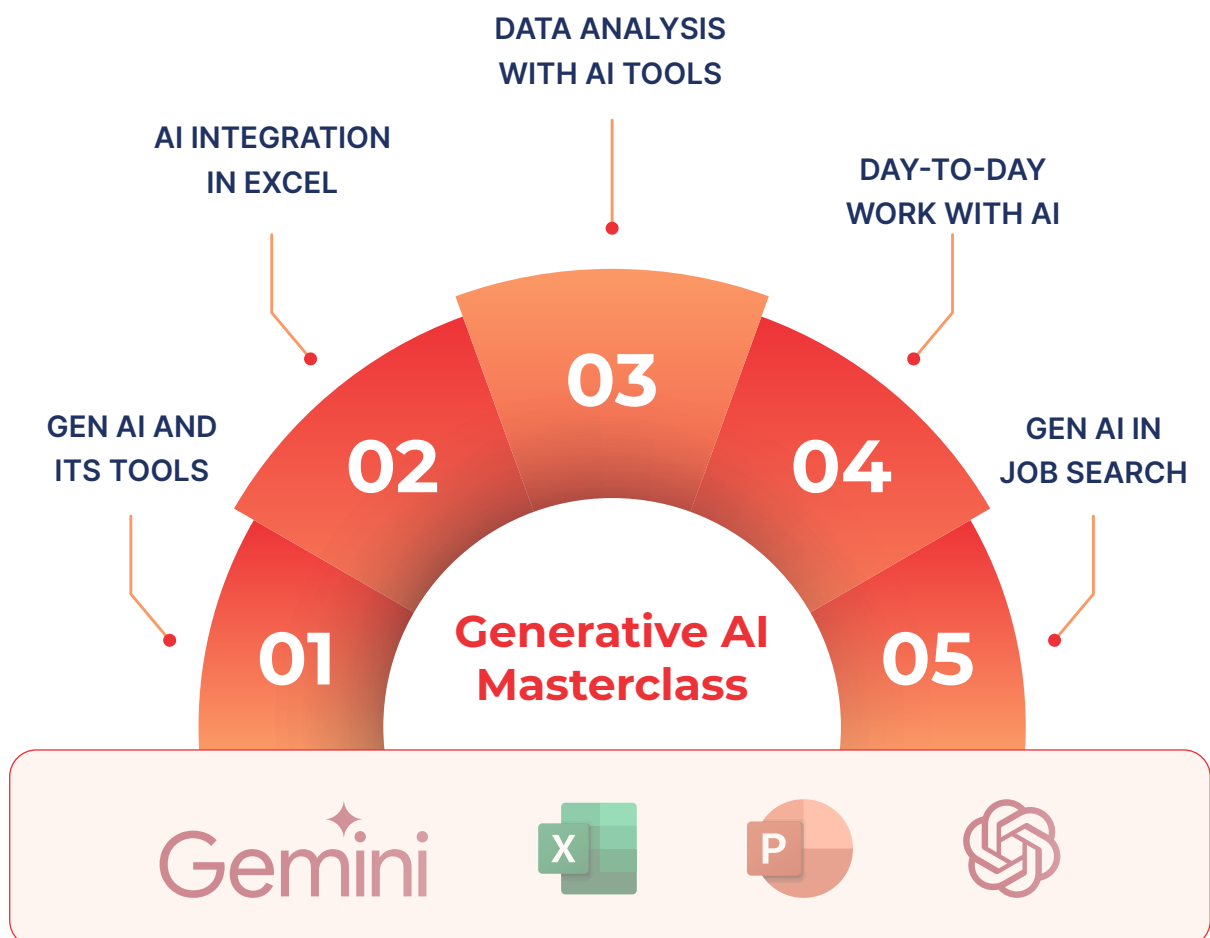 DATA ANALYSIS
WITH AI TOOLS
AI INTEGRATION
IN EXCEL
DAY-TO-DAY
WORK WITH AI
GEN AI AND
ITS TOOLS
GEN AI IN
JOB SEARCH
03
02
04
01
05
Generative AI
Masterclass
Gemini
X
P